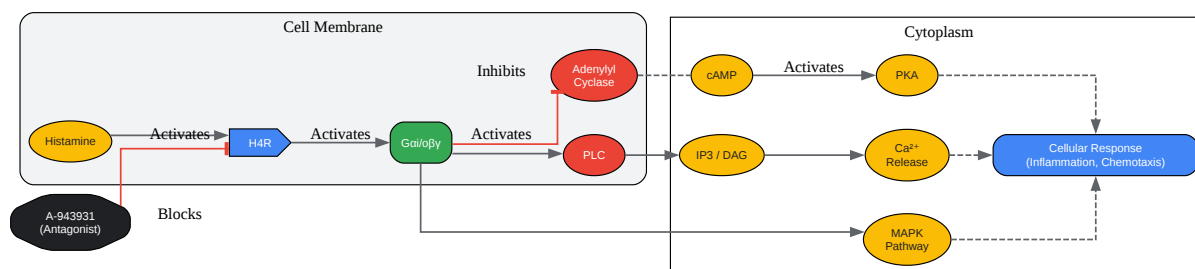 Cell Membrane
Cytoplasm
Inhibits
Adenylyl
Cyclase
cAMP
Activates
PKA
Histamine
Activates
H4R
Activates
Gαi/oβγ
Activates
PLC
IP3 / DAG
Ca²⁺
Release
Cellular Response
(Inflammation, Chemotaxis)
A-943931
(Antagonist)
Blocks
MAPK
Pathway